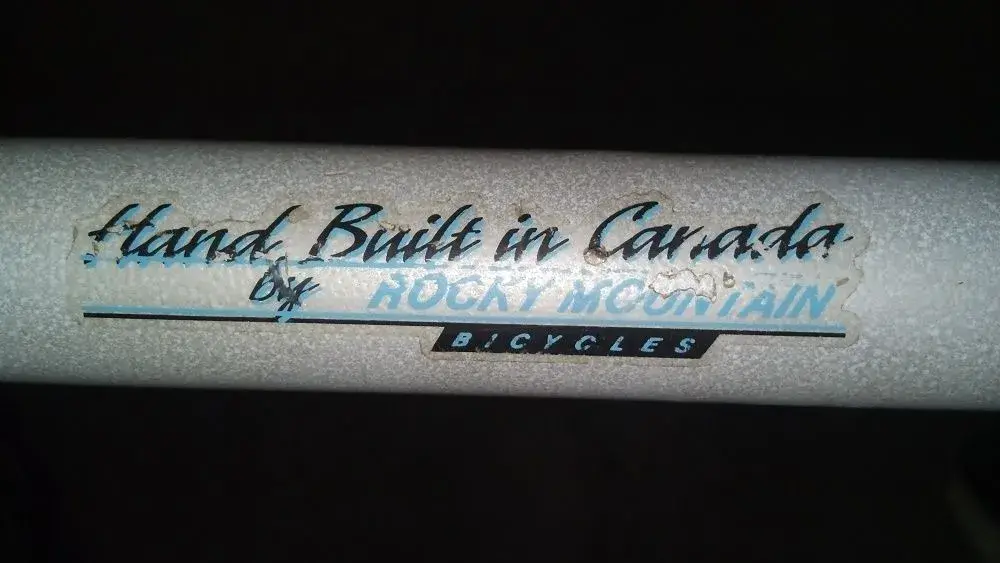 Hand Built in Canada
by ROCKY MOUNTAIN
BICYCLES